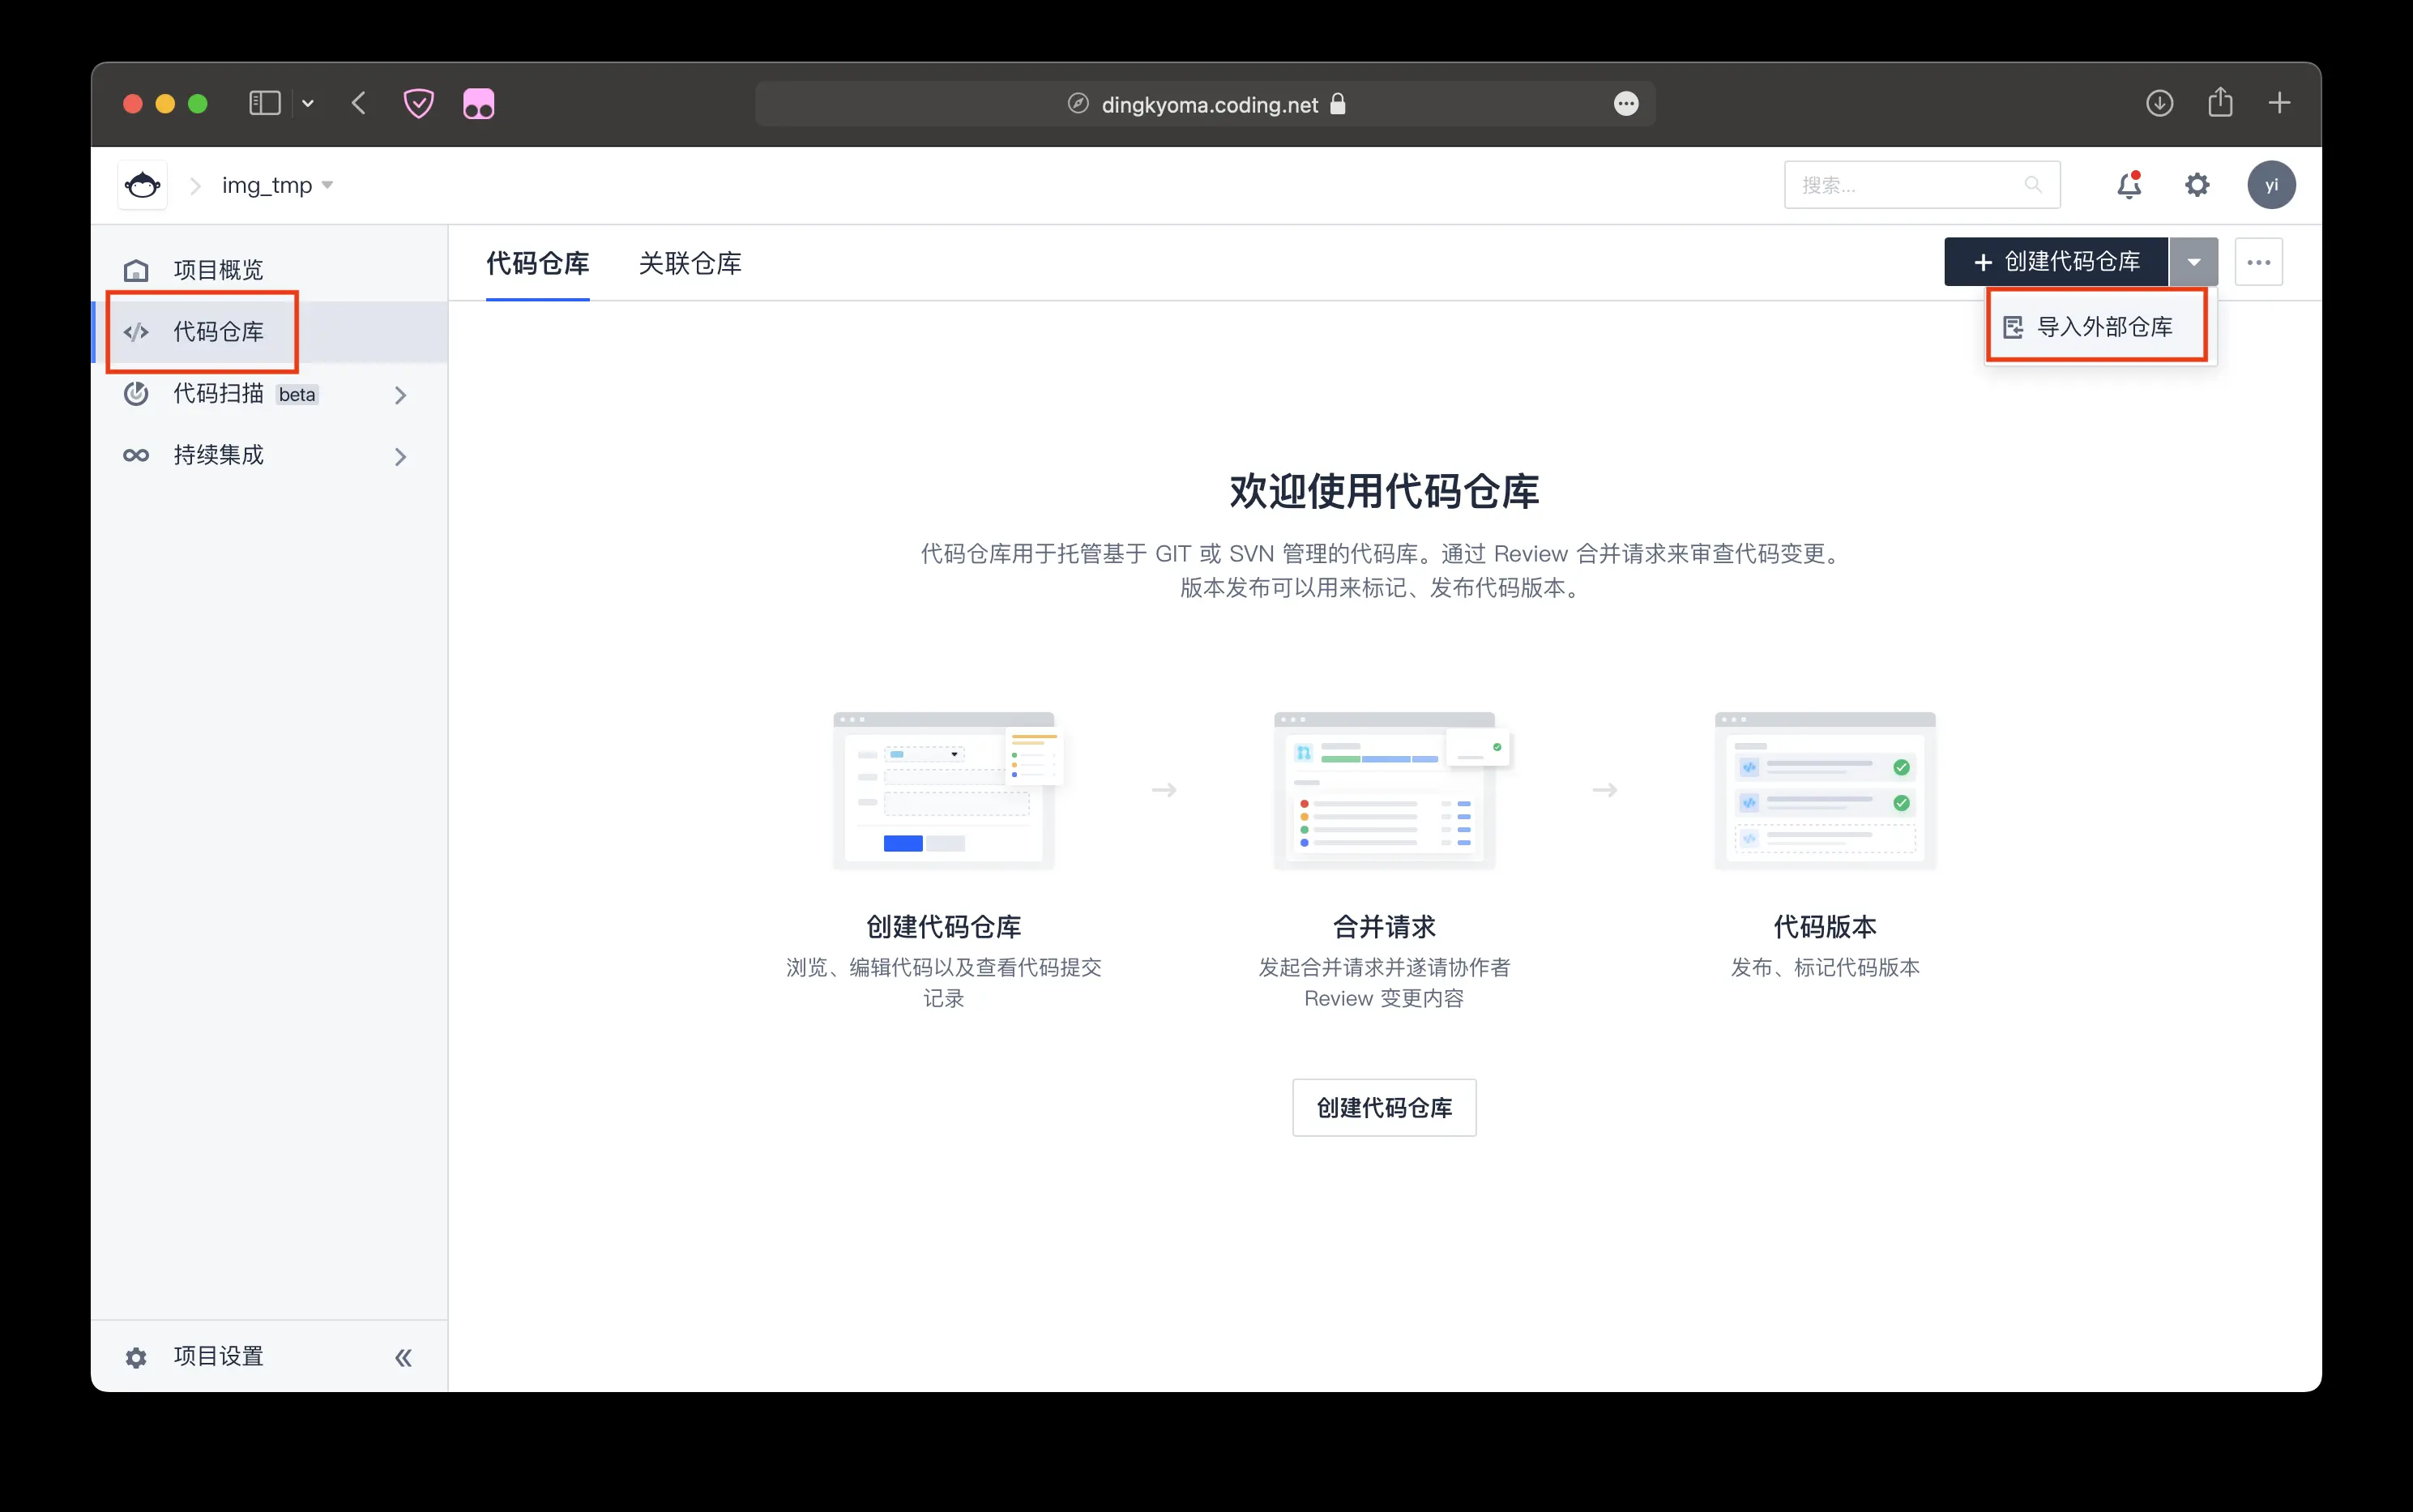 dingkyoma.coding.net
img_tmp
搜索...
yi
项目概览
代码仓库
代码扫描 beta
持续集成
项目设置
代码仓库
关联仓库
创建代码仓库
导入外部仓库
欢迎使用代码仓库
代码仓库用于托管基于 GIT 或 SVN 管理的代码库。通过 Review 合并请求来审查代码变更。
版本发布可以用来标记、发布代码版本。
创建代码仓库
浏览、编辑代码以及查看代码提交
记录
合并请求
发起合并请求并邀请协作者
Review 变更内容
代码版本
发布、标记代码版本
创建代码仓库